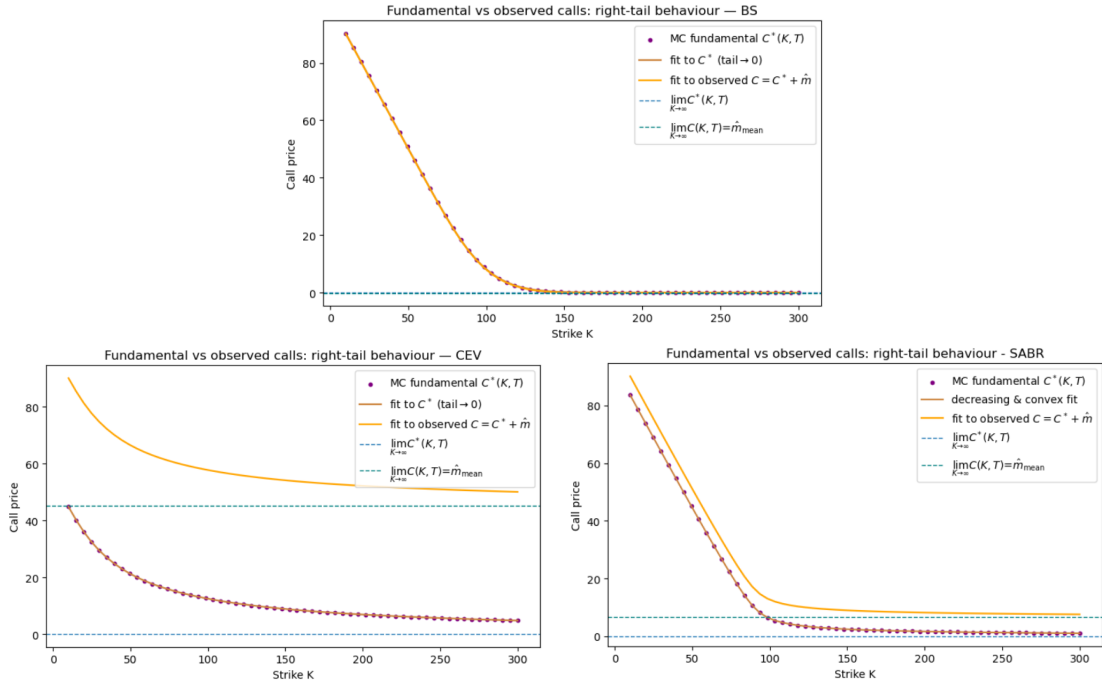 Fundamental vs observed calls: right-tail behaviour — BS
Call price
80
60
40
20
0
MC fundamental C*(K, T)
fit to C* (tail→0)
fit to observed C = C* + m̂
lim C*(K, T)
K→∞
lim C(K, T)=m̂mean
K→∞
0
50
100
150
200
250
300
Strike K
Fundamental vs observed calls: right-tail behaviour — CEV
Call price
80
60
40
20
0
MC fundamental C*(K, T)
fit to C* (tail→0)
fit to observed C = C* + m̂
lim C*(K, T)
K→∞
lim C(K, T)=m̂mean
K→∞
0
50
100
150
200
250
300
Strike K
Fundamental vs observed calls: right-tail behaviour - SABR
Call price
80
60
40
20
0
MC fundamental C*(K, T)
decreasing & convex fit
fit to observed C = C* + m̂
lim C*(K, T)
K→∞
lim C(K, T)=m̂mean
K→∞
0
50
100
150
200
250
300
Strike K